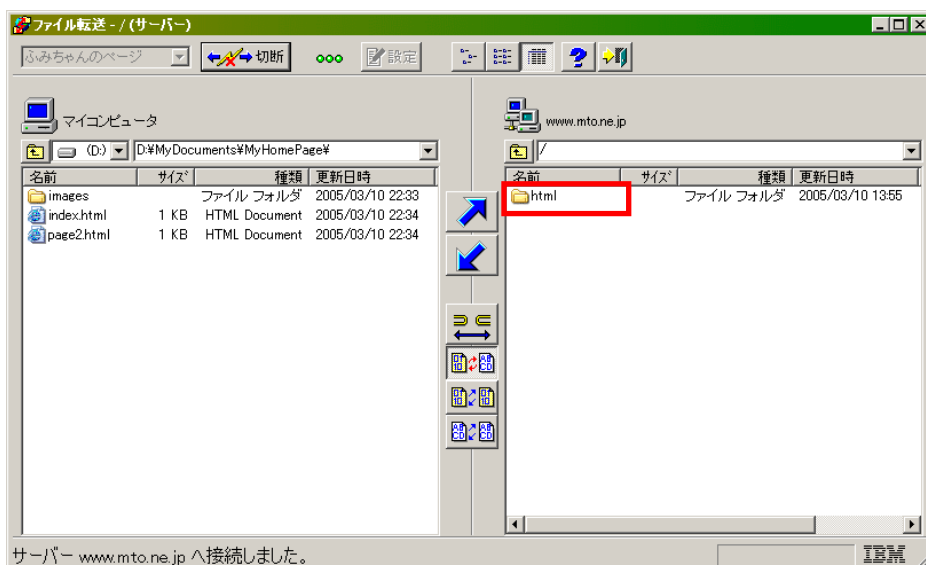 ファイル転送 - / (サーバー)
ふみちゃんのページ 切断 設定
マイコンピュータ
www.mto.ne.jp
(D:) D:¥MyDocuments¥MyHomePage¥
/
名前 サイズ 種類 更新日時
images ファイル フォルダ 2005/03/10 22:33
index.html 1 KB HTML Document 2005/03/10 22:34
page2.html 1 KB HTML Document 2005/03/10 22:34
名前 サイズ 種類 更新日時
html ファイル フォルダ 2005/03/10 13:55
サーバー www.mto.ne.jp へ接続しました。
IBM